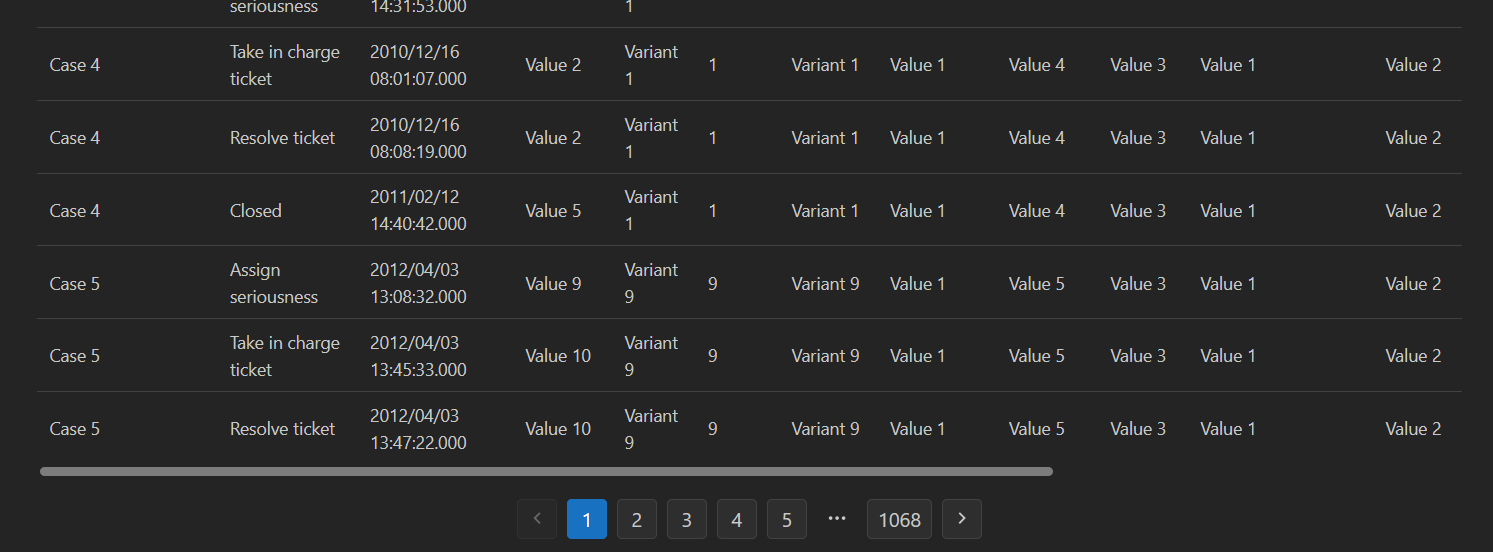 seriousness 14:31:53.000 1
Case 4 Take in charge ticket 2010/12/16 08:01:07.000 Value 2 Variant 1 1 Variant 1 Value 1 Value 4 Value 3 Value 1 Value 2
Case 4 Resolve ticket 2010/12/16 08:08:19.000 Value 2 Variant 1 1 Variant 1 Value 1 Value 4 Value 3 Value 1 Value 2
Case 4 Closed 2011/02/12 14:40:42.000 Value 5 Variant 1 1 Variant 1 Value 1 Value 4 Value 3 Value 1 Value 2
Case 5 Assign seriousness 2012/04/03 13:08:32.000 Value 9 Variant 9 9 Variant 9 Value 1 Value 5 Value 3 Value 1 Value 2
Case 5 Take in charge ticket 2012/04/03 13:45:33.000 Value 10 Variant 9 9 Variant 9 Value 1 Value 5 Value 3 Value 1 Value 2
Case 5 Resolve ticket 2012/04/03 13:47:22.000 Value 10 Variant 9 9 Variant 9 Value 1 Value 5 Value 3 Value 1 Value 2
1 2 3 4 5 ••• 1068